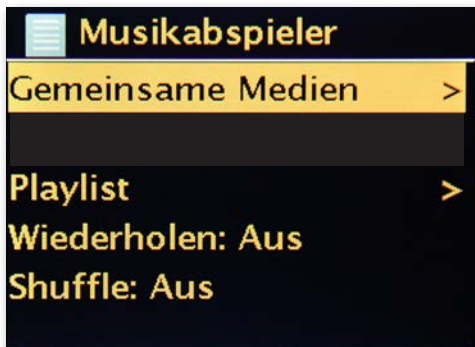 Musikabspieler
Gemeinsame Medien >
Playlist >
Wiederholen: Aus
Shuffle: Aus